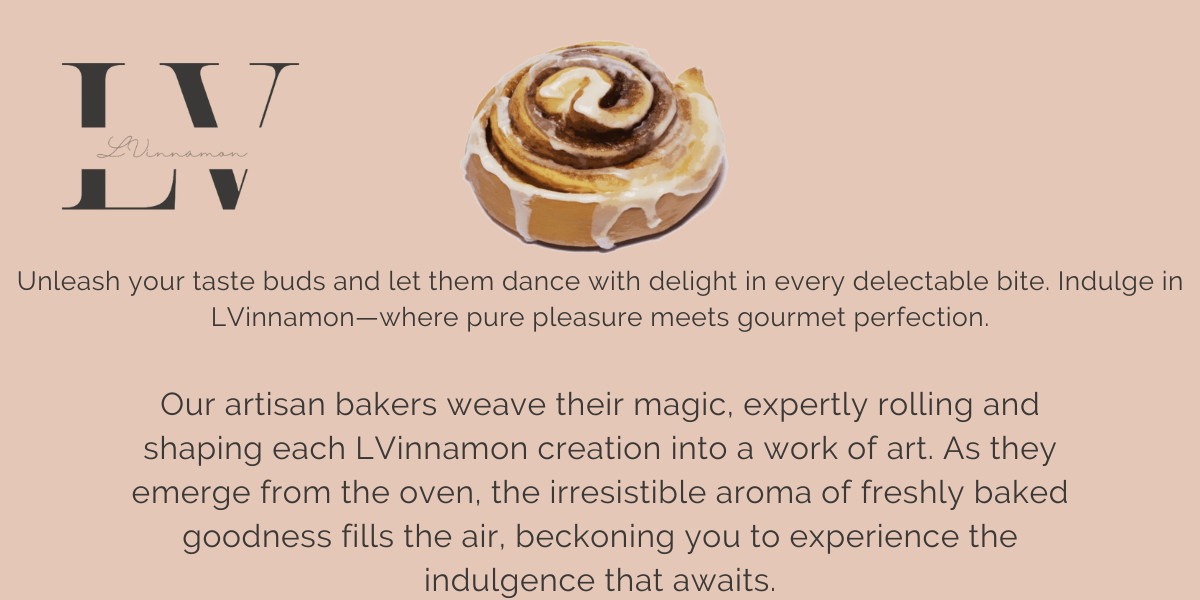 LV
LVinnamon
Unleash your taste buds and let them dance with delight in every delectable bite. Indulge in
LVinnamon—where pure pleasure meets gourmet perfection.
Our artisan bakers weave their magic, expertly rolling and
shaping each LVinnamon creation into a work of art. As they
emerge from the oven, the irresistible aroma of freshly baked
goodness fills the air, beckoning you to experience the
indulgence that awaits.